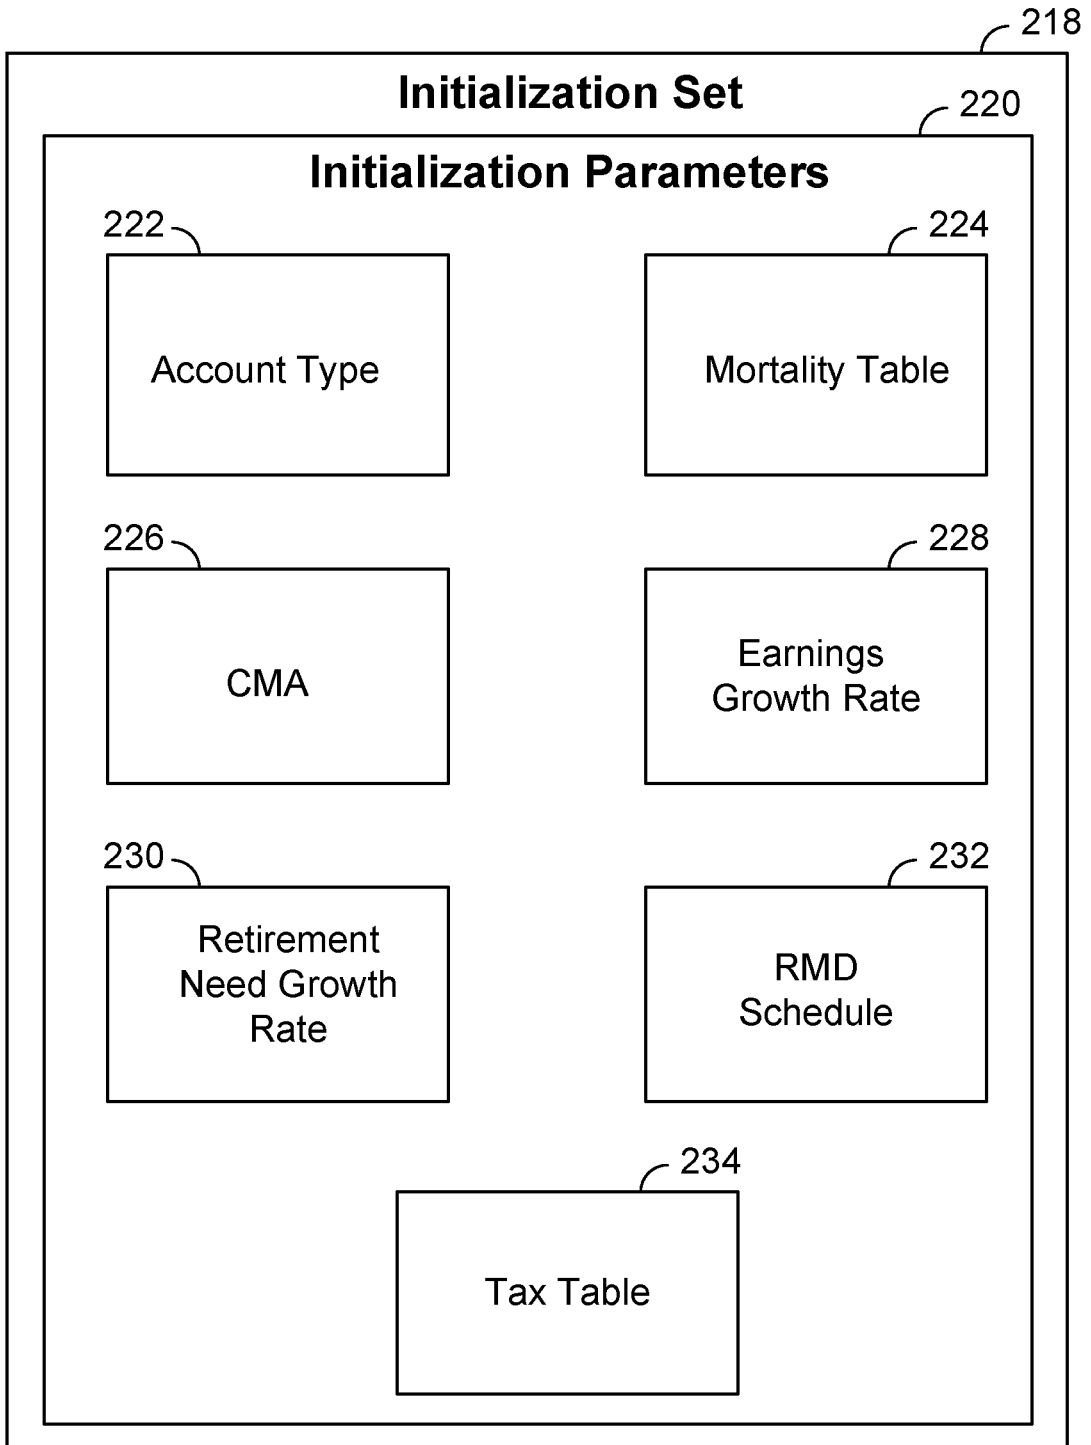 218
Initialization Set
220
Initialization Parameters
222
224
Account Type
Mortality Table
226
228
CMA
Earnings
Growth Rate
230
232
Retirement
Need Growth
Rate
RMD
Schedule
234
Tax Table